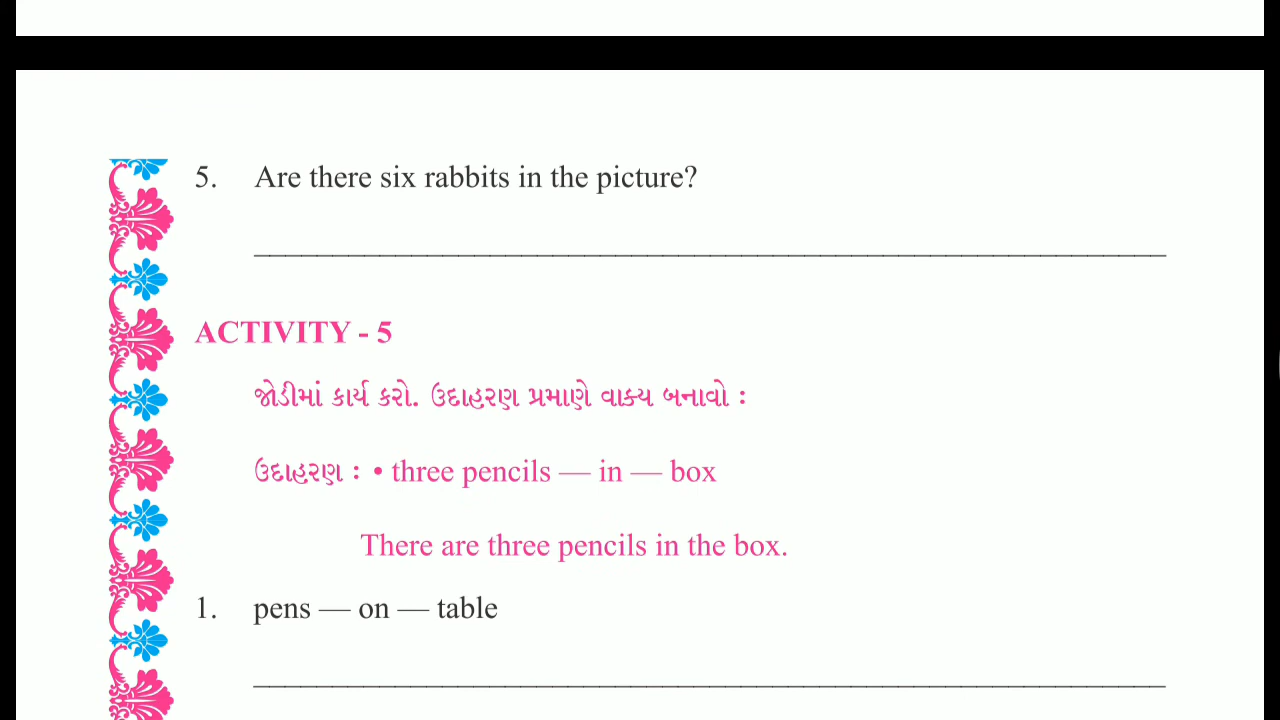 5. Are there six rabbits in the picture?
ACTIVITY - 5
જોડીમાં કાર્ય કરો. ઉદાહરણ પ્રમાણે વાક્ય બનાવો :
ઉદાહરણ : • three pencils — in — box
There are three pencils in the box.
1. pens — on — table